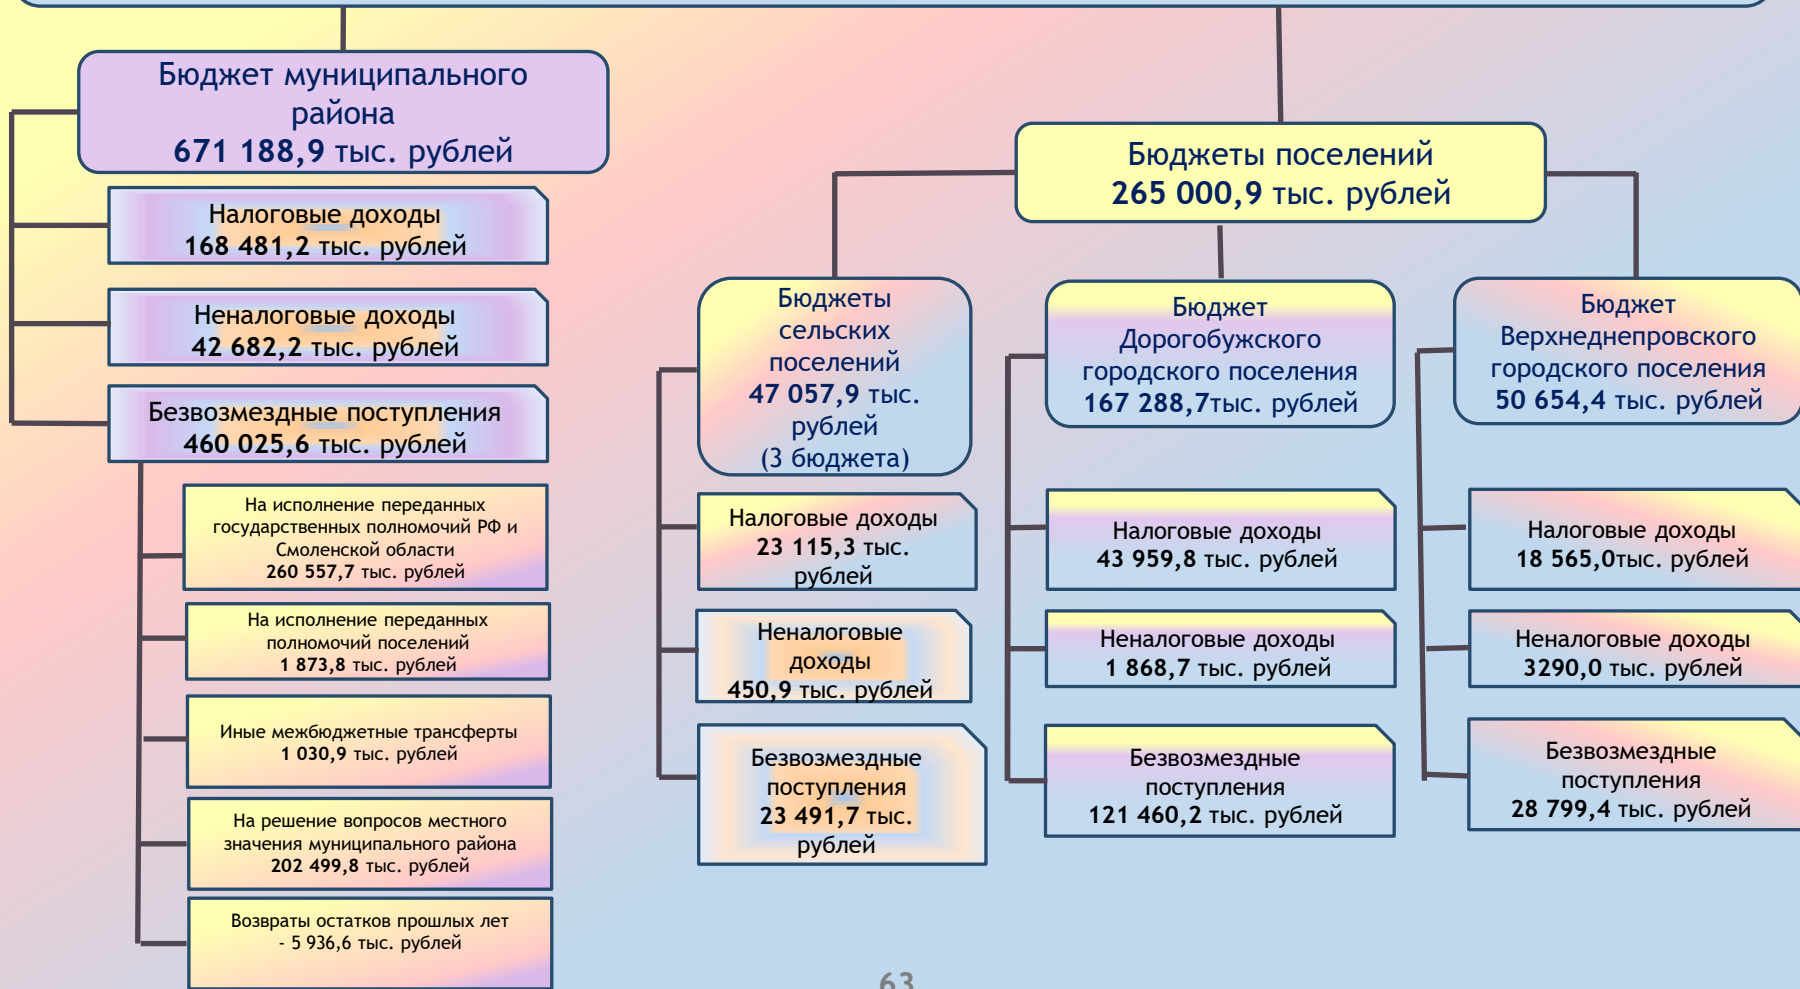 Бюджет муниципального
района
671 188,9 тыс. рублей
Налоговые доходы
168 481,2 тыс. рублей
Неналоговые доходы
42 682,2 тыс. рублей
Безвозмездные поступления
460 025,6 тыс. рублей
На исполнение переданных
государственных полномочий РФ и
Смоленской области
260 557,7 тыс. рублей
На исполнение переданных
полномочий поселений
1 873,8 тыс. рублей
Иные межбюджетные трансферты
1 030,9 тыс. рублей
На решение вопросов местного
значения муниципального района
202 499,8 тыс. рублей
Возвраты остатков прошлых лет
- 5 936,6 тыс. рублей
Бюджеты поселений
265 000,9 тыс. рублей
Бюджеты
сельских
поселений
47 057,9 тыс.
рублей
(3 бюджета)
Налоговые доходы
23 115,3 тыс.
рублей
Неналоговые
доходы
450,9 тыс. рублей
Безвозмездные
поступления
23 491,7 тыс.
рублей
Бюджет
Дорогобужского
городского поселения
167 288,7тыс. рублей
Налоговые доходы
43 959,8 тыс. рублей
Неналоговые доходы
1 868,7 тыс. рублей
Безвозмездные
поступления
121 460,2 тыс. рублей
Бюджет
Верхнеднепровского
городского поселения
50 654,4 тыс. рублей
Налоговые доходы
18 565,0тыс. рублей
Неналоговые доходы
3290,0 тыс. рублей
Безвозмездные
поступления
28 799,4 тыс. рублей
63